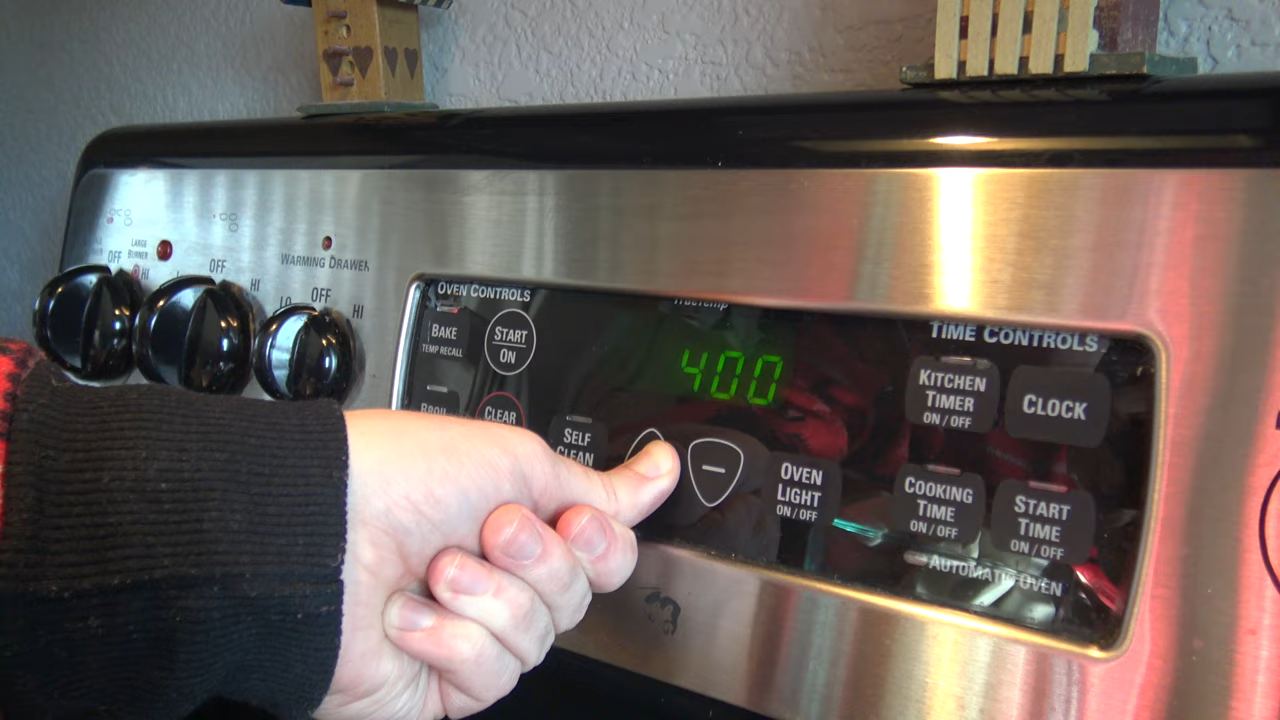 LARGE
BURNER
OFF
HI
OFF
HI
LO
WARMING DRAWER
OFF
HI
OVEN CONTROLS
BAKE
TEMP RECALL
START
ON
BROIL
CLEAR
SELF
CLEAN
TrueTemp
400
−
OVEN
LIGHT
ON / OFF
TIME CONTROLS
KITCHEN
TIMER
ON / OFF
CLOCK
COOKING
TIME
ON / OFF
START
TIME
ON / OFF
AUTOMATIC OVEN